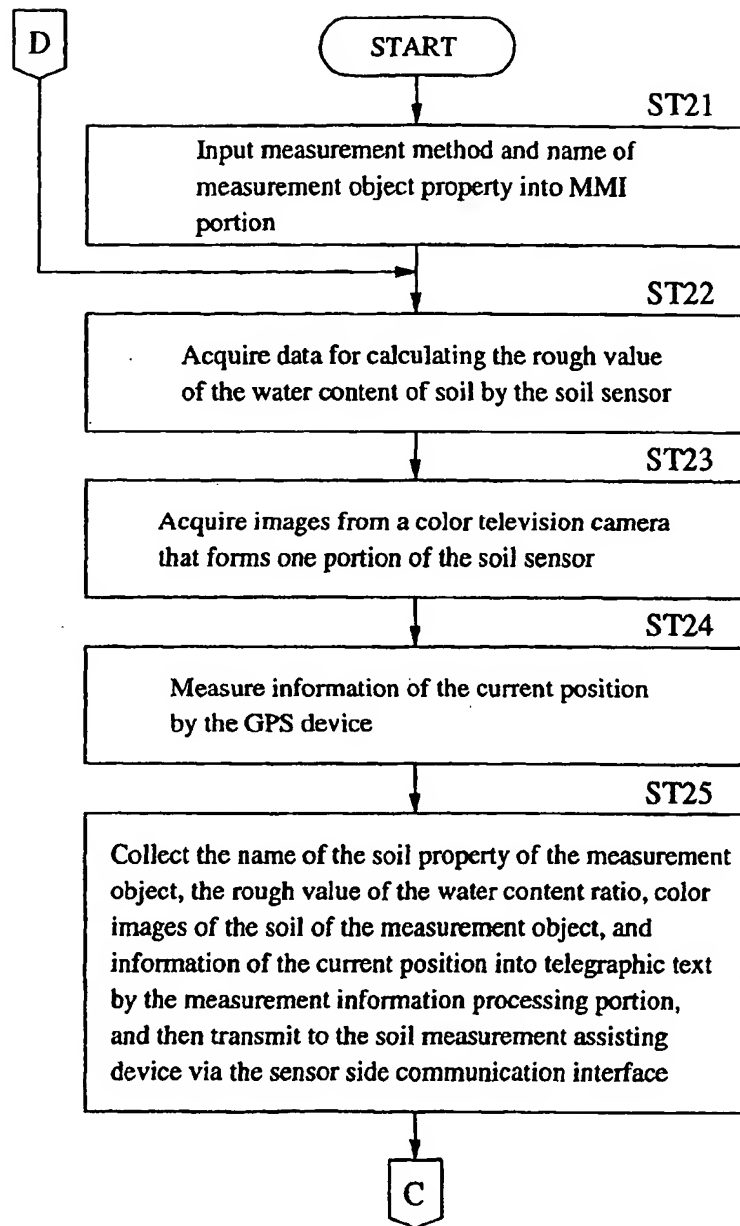 D
START
ST21
Input measurement method and name of
measurement object property into MMI
portion
ST22
Acquire data for calculating the rough value
of the water content of soil by the soil sensor
ST23
Acquire images from a color television camera
that forms one portion of the soil sensor
ST24
Measure information of the current position
by the GPS device
ST25
Collect the name of the soil property of the measurement
object, the rough value of the water content ratio, color
images of the soil of the measurement object, and
information of the current position into telegraphic text
by the measurement information processing portion,
and then transmit to the soil measurement assisting
device via the sensor side communication interface
C